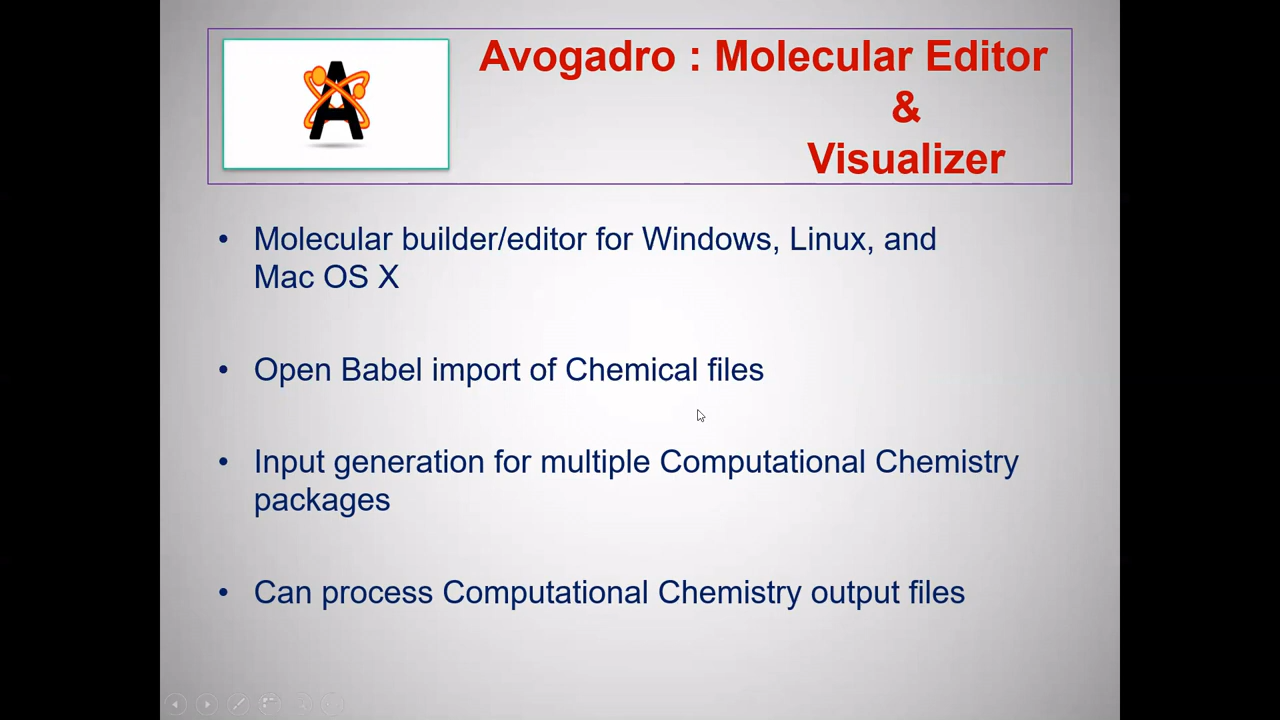 Avogadro : Molecular Editor
&
Visualizer
• Molecular builder/editor for Windows, Linux, and
Mac OS X
• Open Babel import of Chemical files
• Input generation for multiple Computational Chemistry
packages
• Can process Computational Chemistry output files